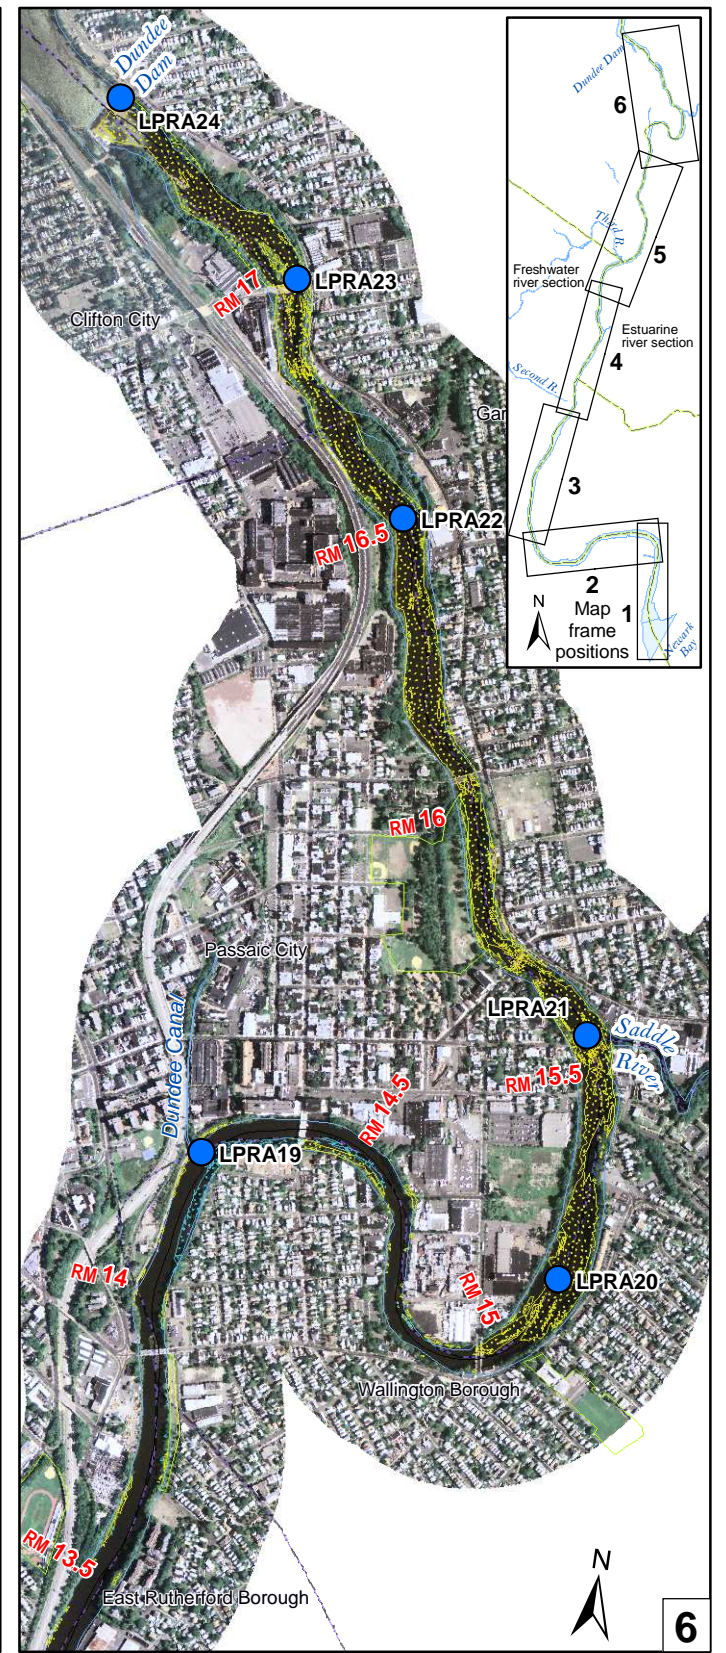 Dundee
Dam
LPRA24
LPRA23
RM 17
Clifton City
LPRA22
RM 16.5
RM 16
Passaic City
LPRA21
Saddle
River
RM 15.5
Dundee Canal
RM 14.5
LPRA19
RM 14
LPRA20
RM 15
Wallington Borough
RM 13.5
East Rutherford Borough
N
6
Dundee Dam
6
Third R.
5
Freshwater
river section
Estuarine
river section
4
Second R.
3
2
1
N
Map
frame
positions
Newark
Bay